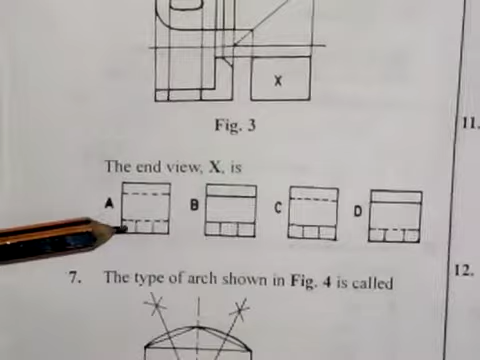 X
Fig. 3
11.
The end view, X, is
A B C D
7. The type of arch shown in Fig. 4 is called
12.